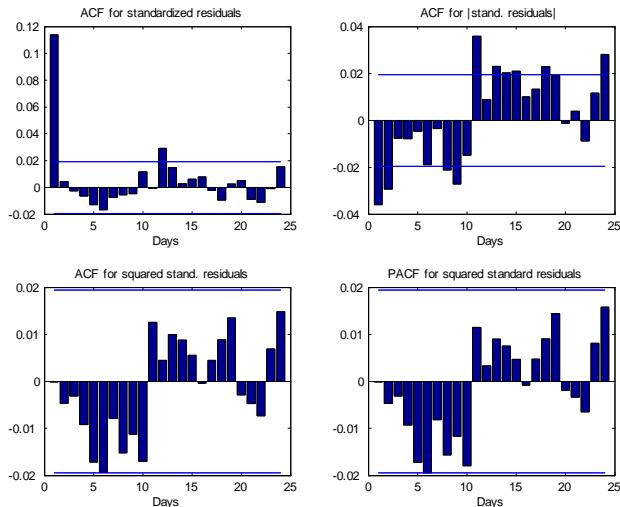 ACF for standardized residuals
0.12
0.1
0.08
0.06
0.04
0.02
0
-0.02
0 5 10 15 20 25
Days
ACF for |stand. residuals|
0.04
0.02
0
-0.02
-0.04
0 5 10 15 20 25
Days
ACF for squared stand. residuals
0.02
0.01
0
-0.01
-0.02
0 5 10 15 20 25
Days
PACF for squared standard residuals
0.02
0.01
0
-0.01
-0.02
0 5 10 15 20 25
Days